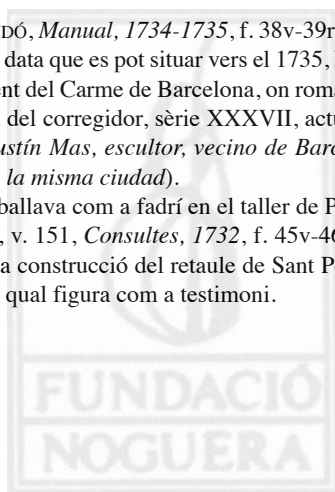 DÓ, Manual, 1734-1735, f. 38v-39r
data que es pot situar vers el 1735,
ent del Carme de Barcelona, on rom
del corregidor, sèrie XXXVII, act
ustín Mas, escultor, vecino de Barc
la misma ciudad).
ballava com a fadrí en el taller de P
, v. 151, Consultes, 1732, f. 45v-46
a construcció del retaule de Sant P
qual figura com a testimoni.
FUNDACIÓ
NOGUERA